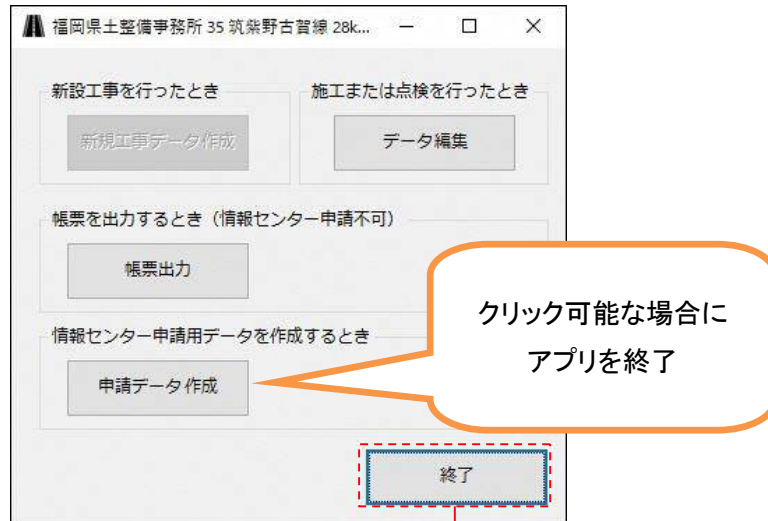 福岡県土整備事務所 35 筑紫野古賀線 28k...
新設工事を行ったとき
施工または点検を行ったとき
新規工事データ作成
データ編集
帳票を出力するとき（情報センター申請不可）
帳票出力
クリック可能な場合に
アプリを終了
情報センター申請用データを作成するとき
申請データ作成
終了